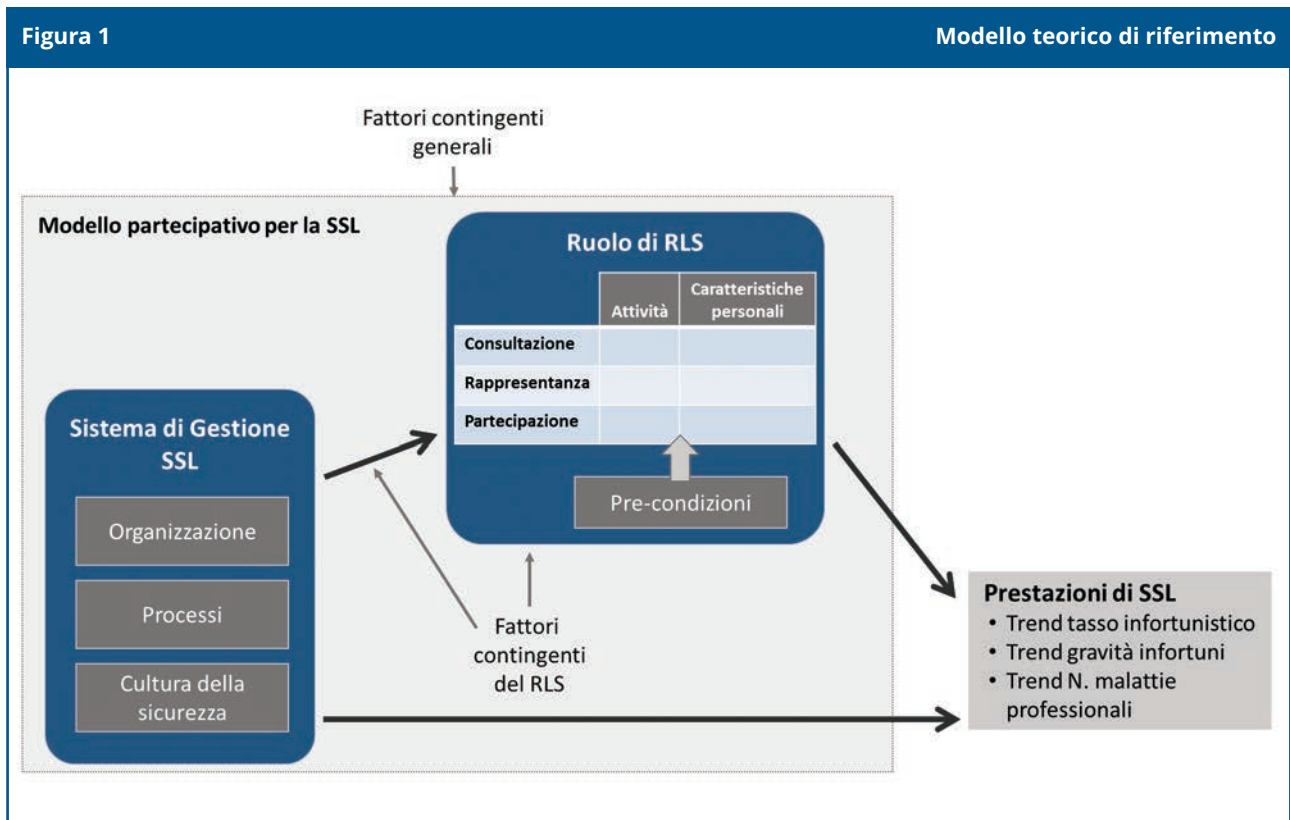 Figura 1
Modello teorico di riferimento
Fattori contingenti
generali
Modello partecipativo per la SSL
Ruolo di RLS
Attività
Caratteristiche
personali
Consultazione
Rappresentanza
Partecipazione
Pre-condizioni
Sistema di Gestione
SSL
Organizzazione
Processi
Cultura della
sicurezza
Fattori
contingenti
del RLS
Prestazioni di SSL
• Trend tasso infortunistico
• Trend gravità infortuni
• Trend N. malattie
professionali